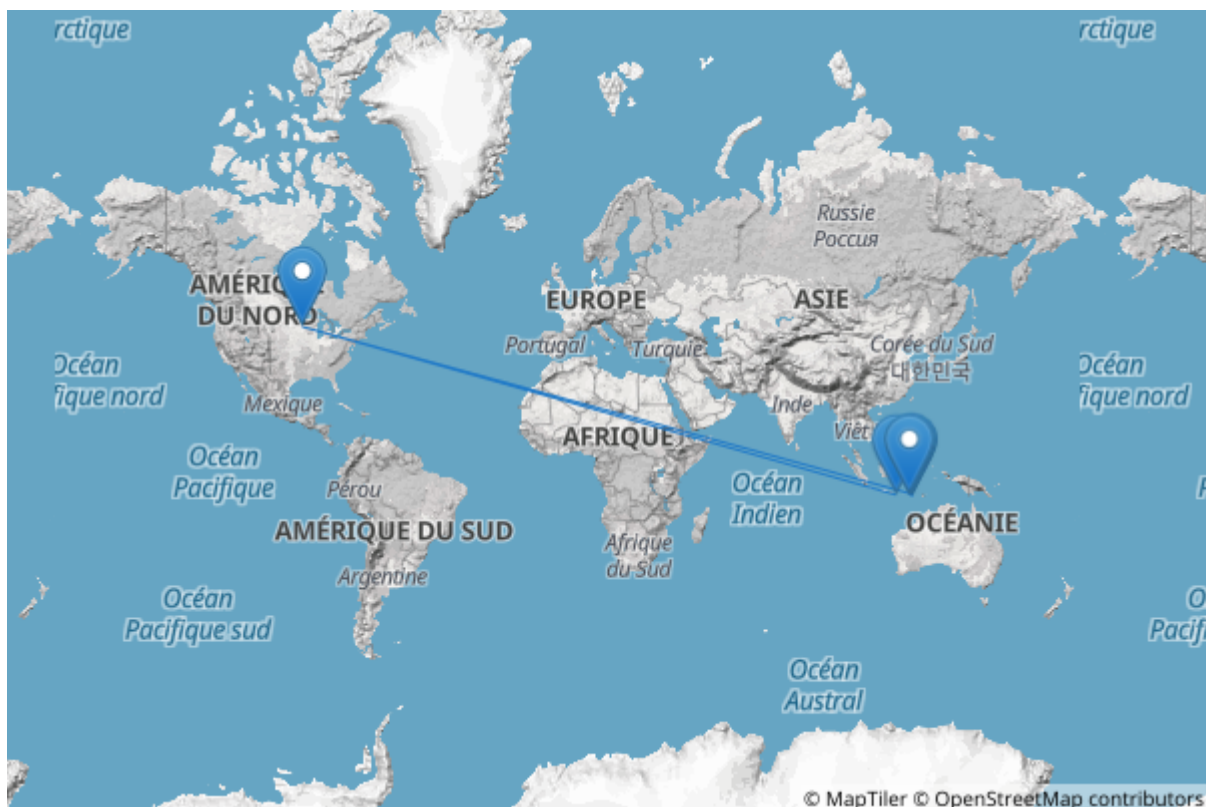 rctique
rctique
Russie
Россия
AMÉRIQ
DU NORD
EUROPE
ASIE
Portugal
Turquie
Corée du Sud
대한민국
Océan
fique nord
Océan
fique nord
Mexique
Inde
Viêt
AFRIQUE
Océan
Pacifique
Pérou
Océan
Indien
AMÉRIQUE DU SUD
OCÉANIE
Afrique
du Sud
Argentine
Océan
Pacifique sud
O
Pacifi
Océan
Austral
© MapTiler © OpenStreetMap contributors